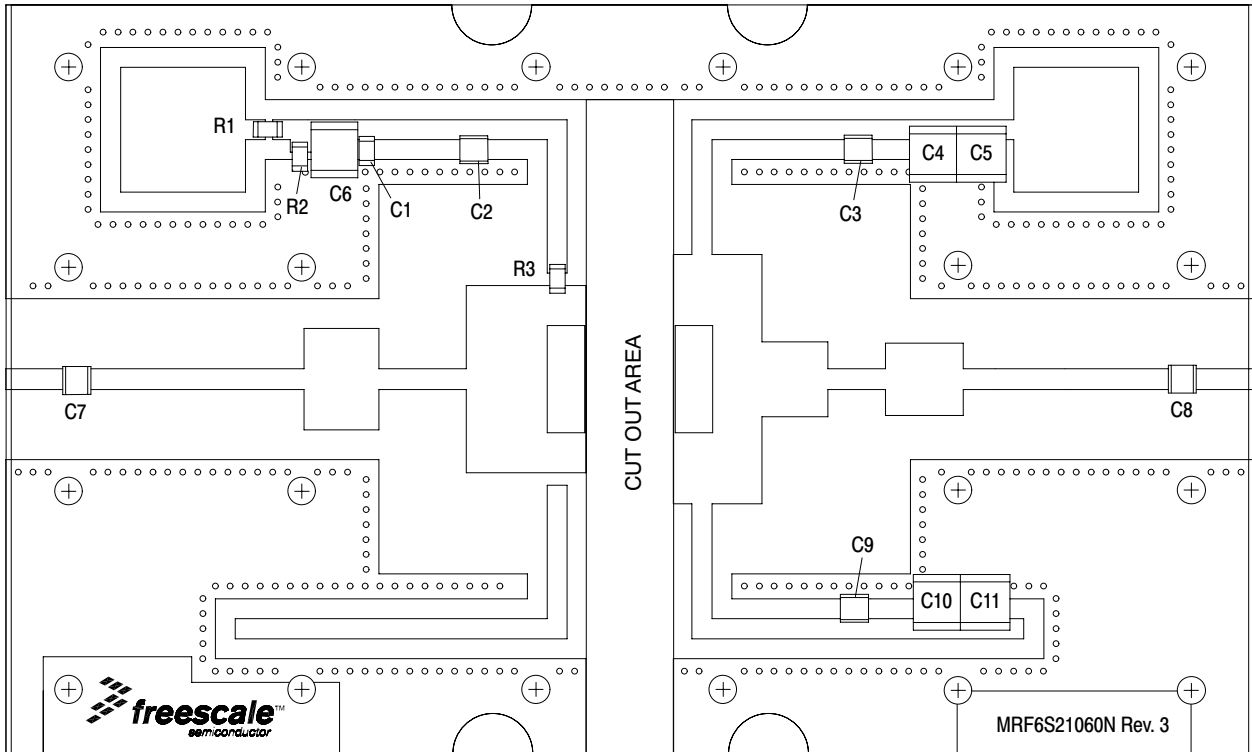 R1
C4 C5
R2
C6
C1
C2
C3
R3
CUT OUT AREA
C7
C8
C9
C10 C11
freescale™
semiconductor
MRF6S21060N Rev. 3